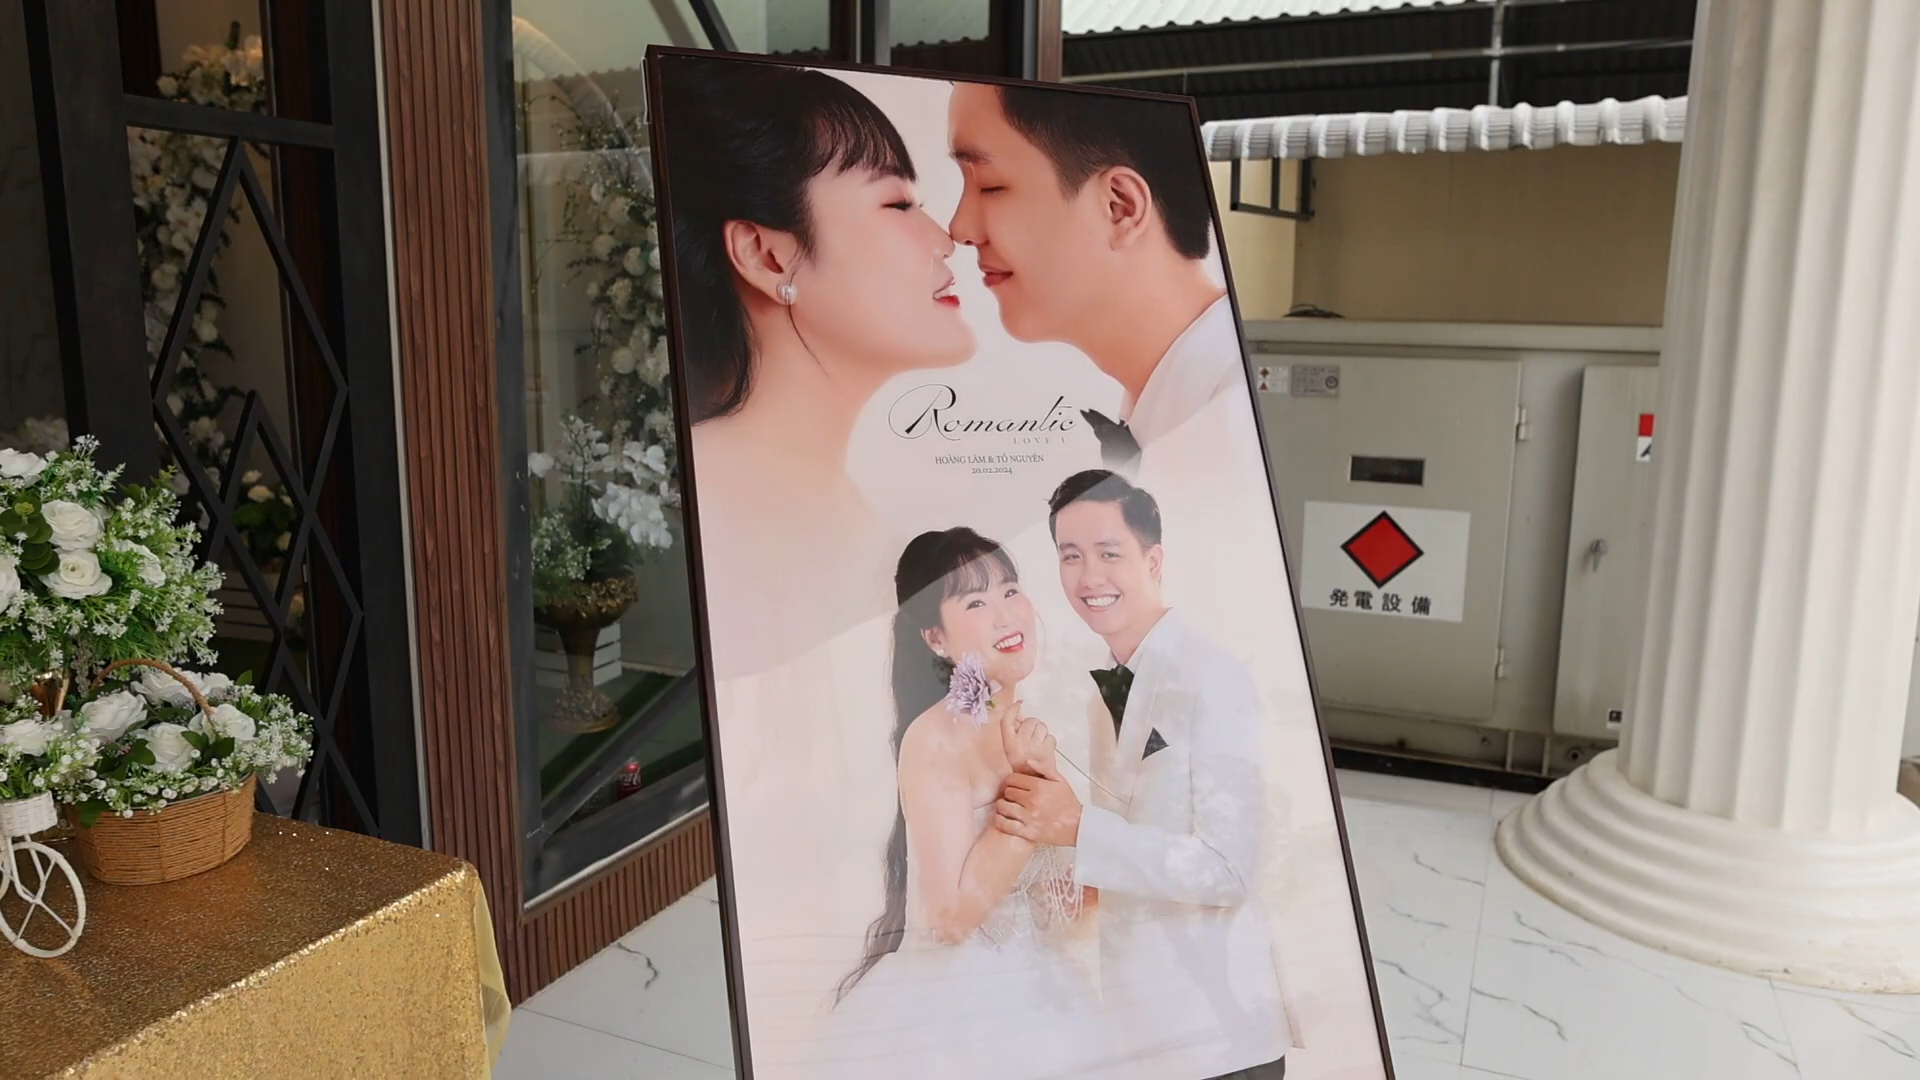 Romantic
LOVE U
HOÀNG LÂM & TỐ NGUYÊN
20.02.2024
発電設備